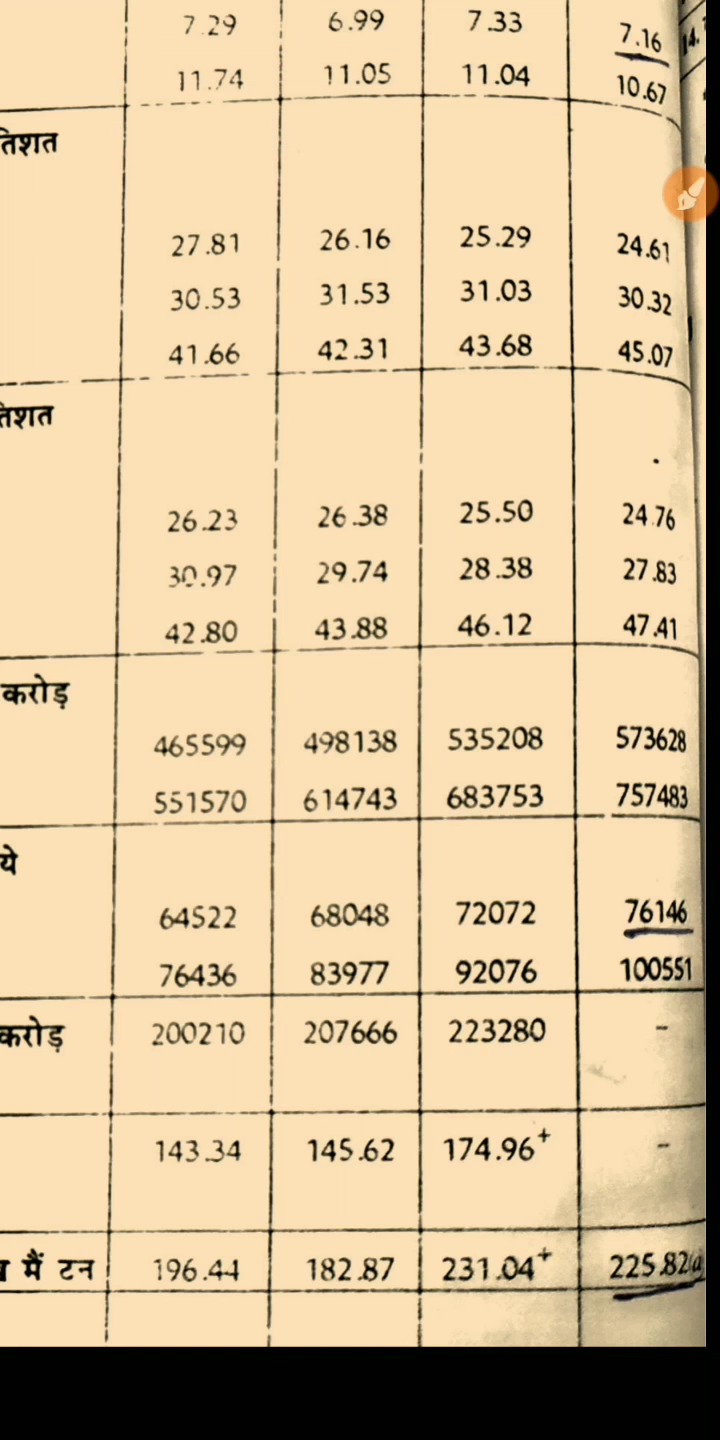 7.29 6.99 7.33 7.16
14.
11.74 11.05 11.04 10.67
तिशत
27.81 26.16 25.29 24.61
30.53 31.53 31.03 30.32
41.66 42.31 43.68 45.07
तिशत
26.23 26.38 25.50 24.76
30.97 29.74 28.38 27.83
42.80 43.88 46.12 47.41
करोड़
465599 498138 535208 573628
551570 614743 683753 757483
ये
64522 68048 72072 76146
76436 83977 92076 100551
करोड़ 200210 207666 223280 -
143.34 145.62 174.96+ -
मैं टन 196.44 182.87 231.04+ 225.82@